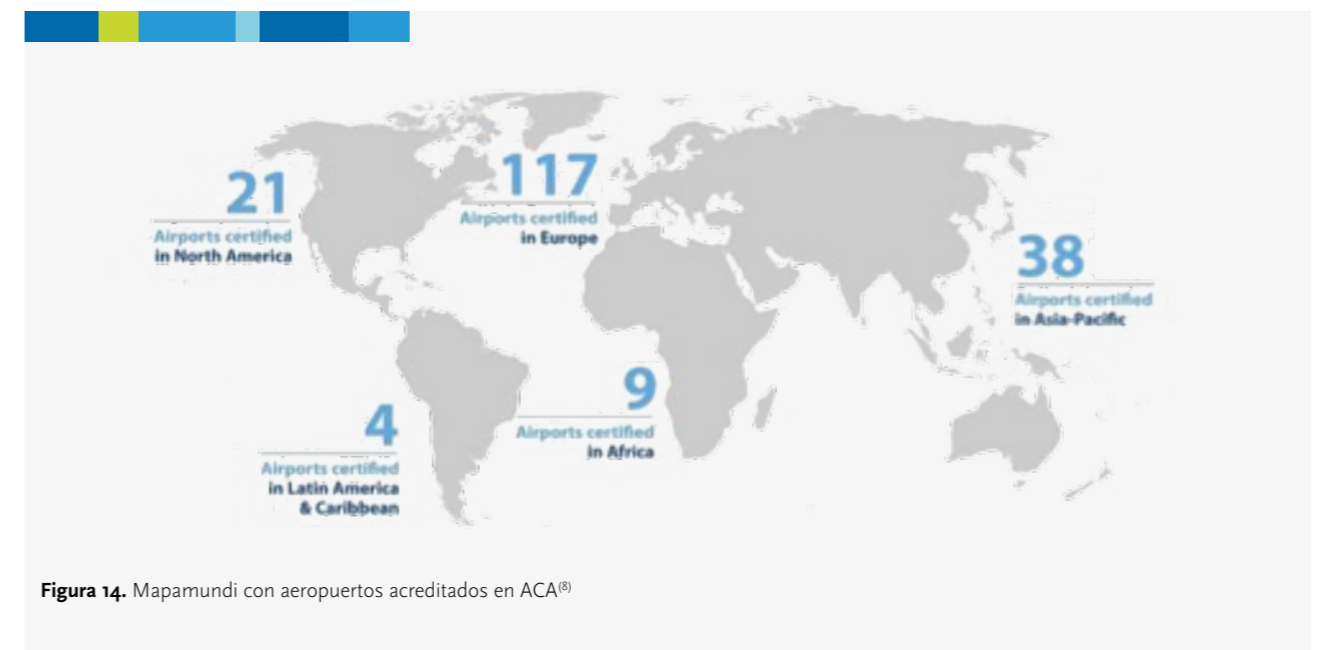 117
Airports certified
in Europe
21
Airports certified
in North America
38
Airports certified
in Asia-Pacific
9
Airports certified
in Africa
4
Airports certified
in Latin America
& Caribbean
Figura 14. Mapamundi con aeropuertos acreditados en ACA(8)